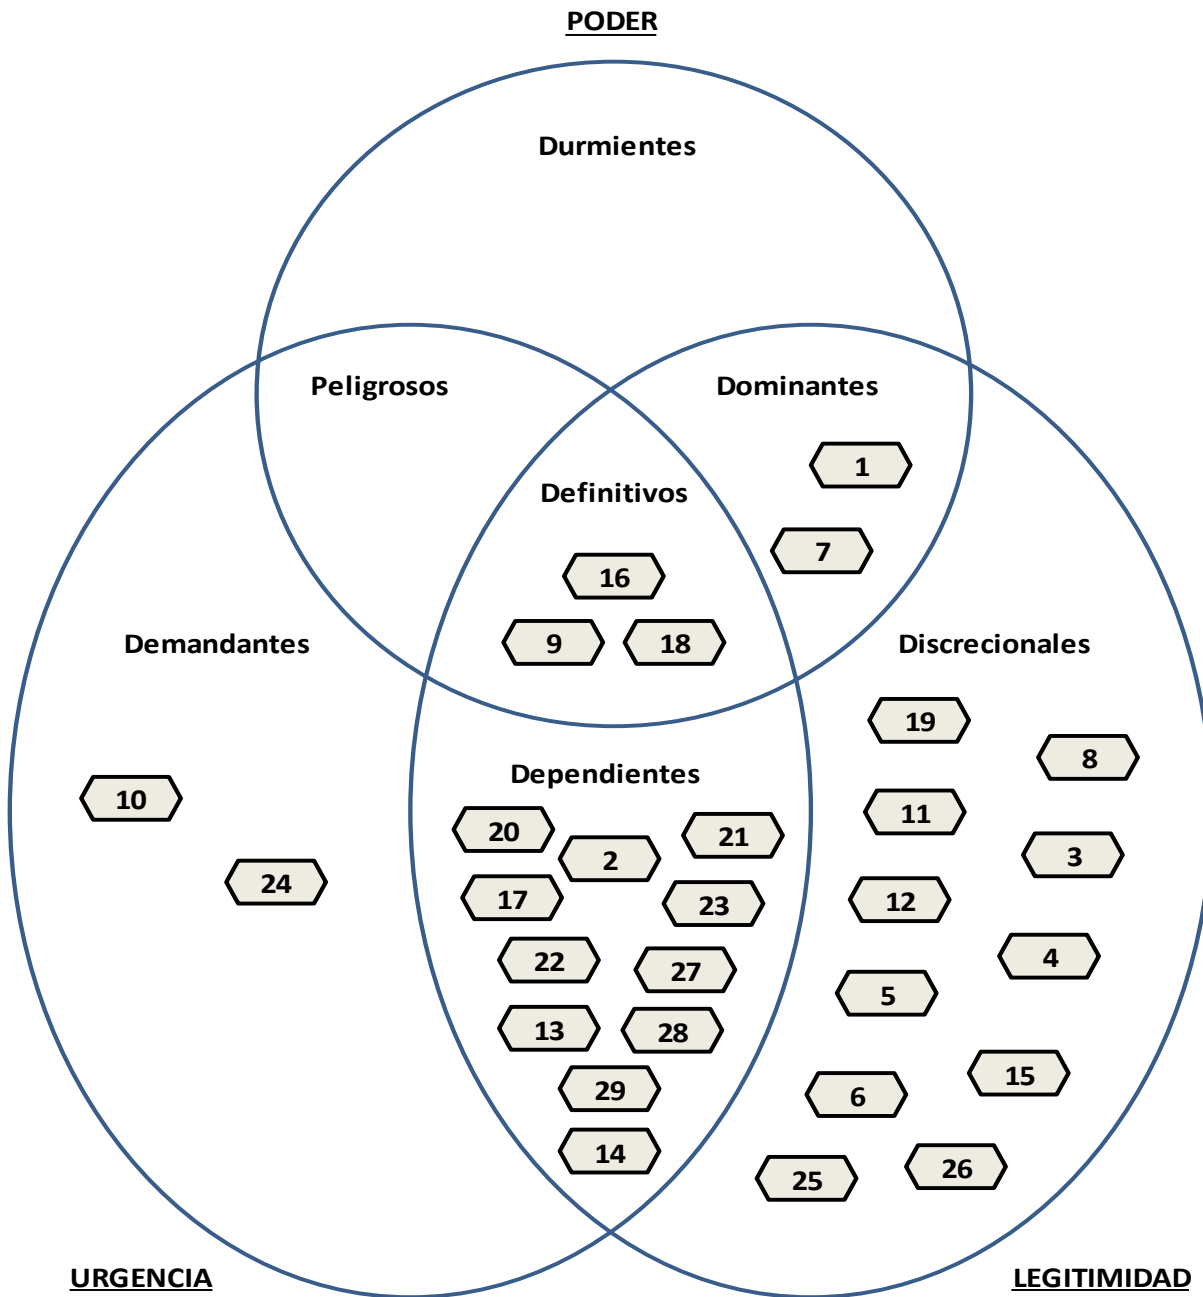 PODER
Durmientes
Peligrosos
Dominantes
1
Definitivos
7
16
9
18
Demandantes
Discrecionales
19
8
Dependientes
10
11
20
21
2
3
24
17
23
12
22
27
4
5
13
28
15
29
6
14
26
25
URGENCIA
LEGITIMIDAD